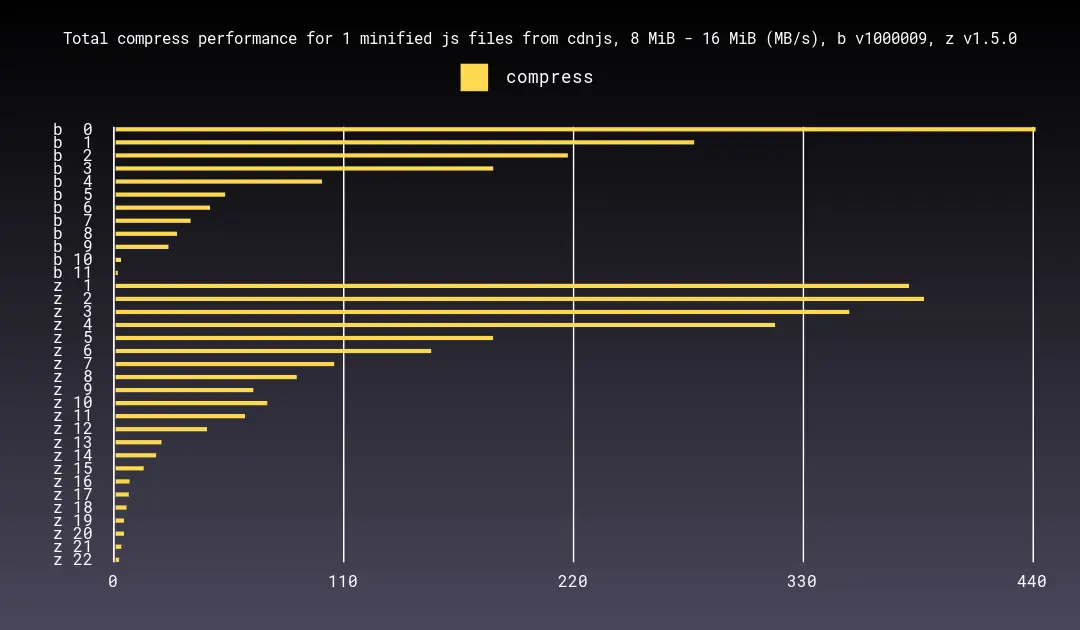 Total compress performance for 1 minified js files from cdnjs, 8 MiB - 16 MiB (MB/s), b v1000009, z v1.5.0
compress
b 0
b 1
b 2
b 3
b 4
b 5
b 6
b 7
b 8
b 9
b 10
b 11
z 1
z 2
z 3
z 4
z 5
z 6
z 7
z 8
z 9
z 10
z 11
z 12
z 13
z 14
z 15
z 16
z 17
z 18
z 19
z 20
z 21
z 22
0 110 220 330 440